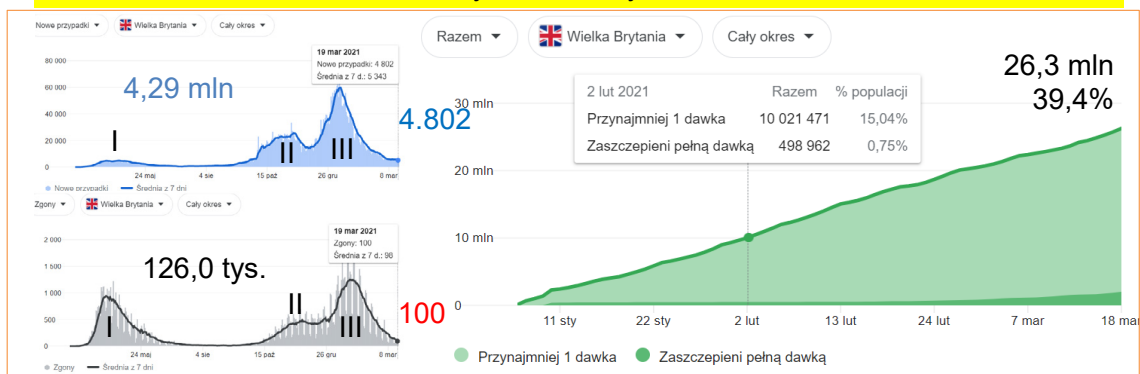 Nowe przypadki Wielka Brytania Cały okres
19 mar 2021
Nowe przypadki: 4 802
Średnia z 7 d.: 5 343
80 000
60 000
40 000
20 000
0
4,29 mln
I
II
III
4.802
24 maj 4 sie 15 paź 26 gru 8 mar
Nowe przypadki Średnia z 7 dni
Zgony Wielka Brytania Cały okres
19 mar 2021
Zgony: 100
Średnia z 7 d.: 98
2 000
1 500
1 000
500
0
126,0 tys.
I
II
III
100
24 maj 4 sie 15 paź 26 gru 8 mar
Zgony Średnia z 7 dni
Razem Wielka Brytania Cały okres
26,3 mln
39,4%
2 lut 2021 Razem % populacji
Przynajmniej 1 dawka 10 021 471 15,04%
Zaszczepieni pełną dawką 498 962 0,75%
30 mln
20 mln
10 mln
0
11 sty 22 sty 2 lut 13 lut 24 lut 7 mar 18 mar
Przynajmniej 1 dawka Zaszczepieni pełną dawką